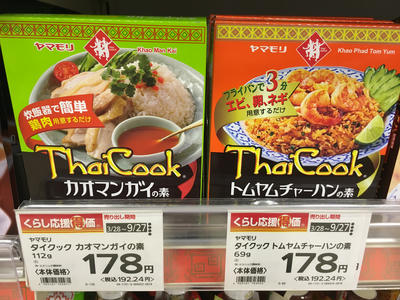 ヤマモリ
Khao Man Kai
炊飯器で簡単
鶏肉用意するだけ
ThaiCook
カオマンガイの素
ヤマモリ
Khao Phad Tom Yum
フライパンで3分
エビ、卵、ネギ
用意するだけ
ThaiCook
トムヤムチャーハンの素
くらし応援得価
売り出し期間
3/28〜9/27
ヤマモリ
タイクック カオマンガイの素
112g
<本体価格>
178円
(税込 192.24円)
くらし応援得価
売り出し期間
3/28〜9/27
ヤマモリ
タイクック トムヤムチャーハンの素
69g
<本体価格>
178円
(税込 192.24円)